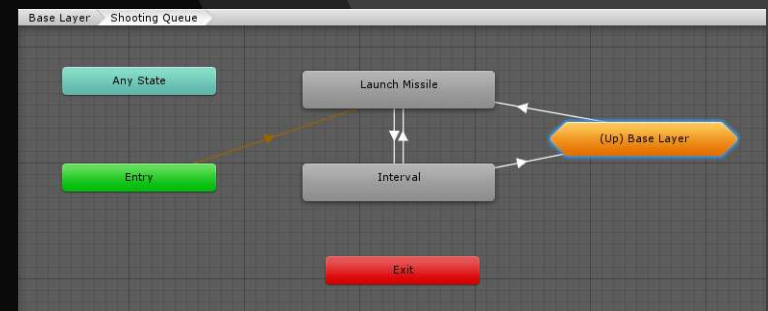 Base Layer Shooting Queue
Any State
Launch Missile
(Up) Base Layer
Entry
Interval
Exit